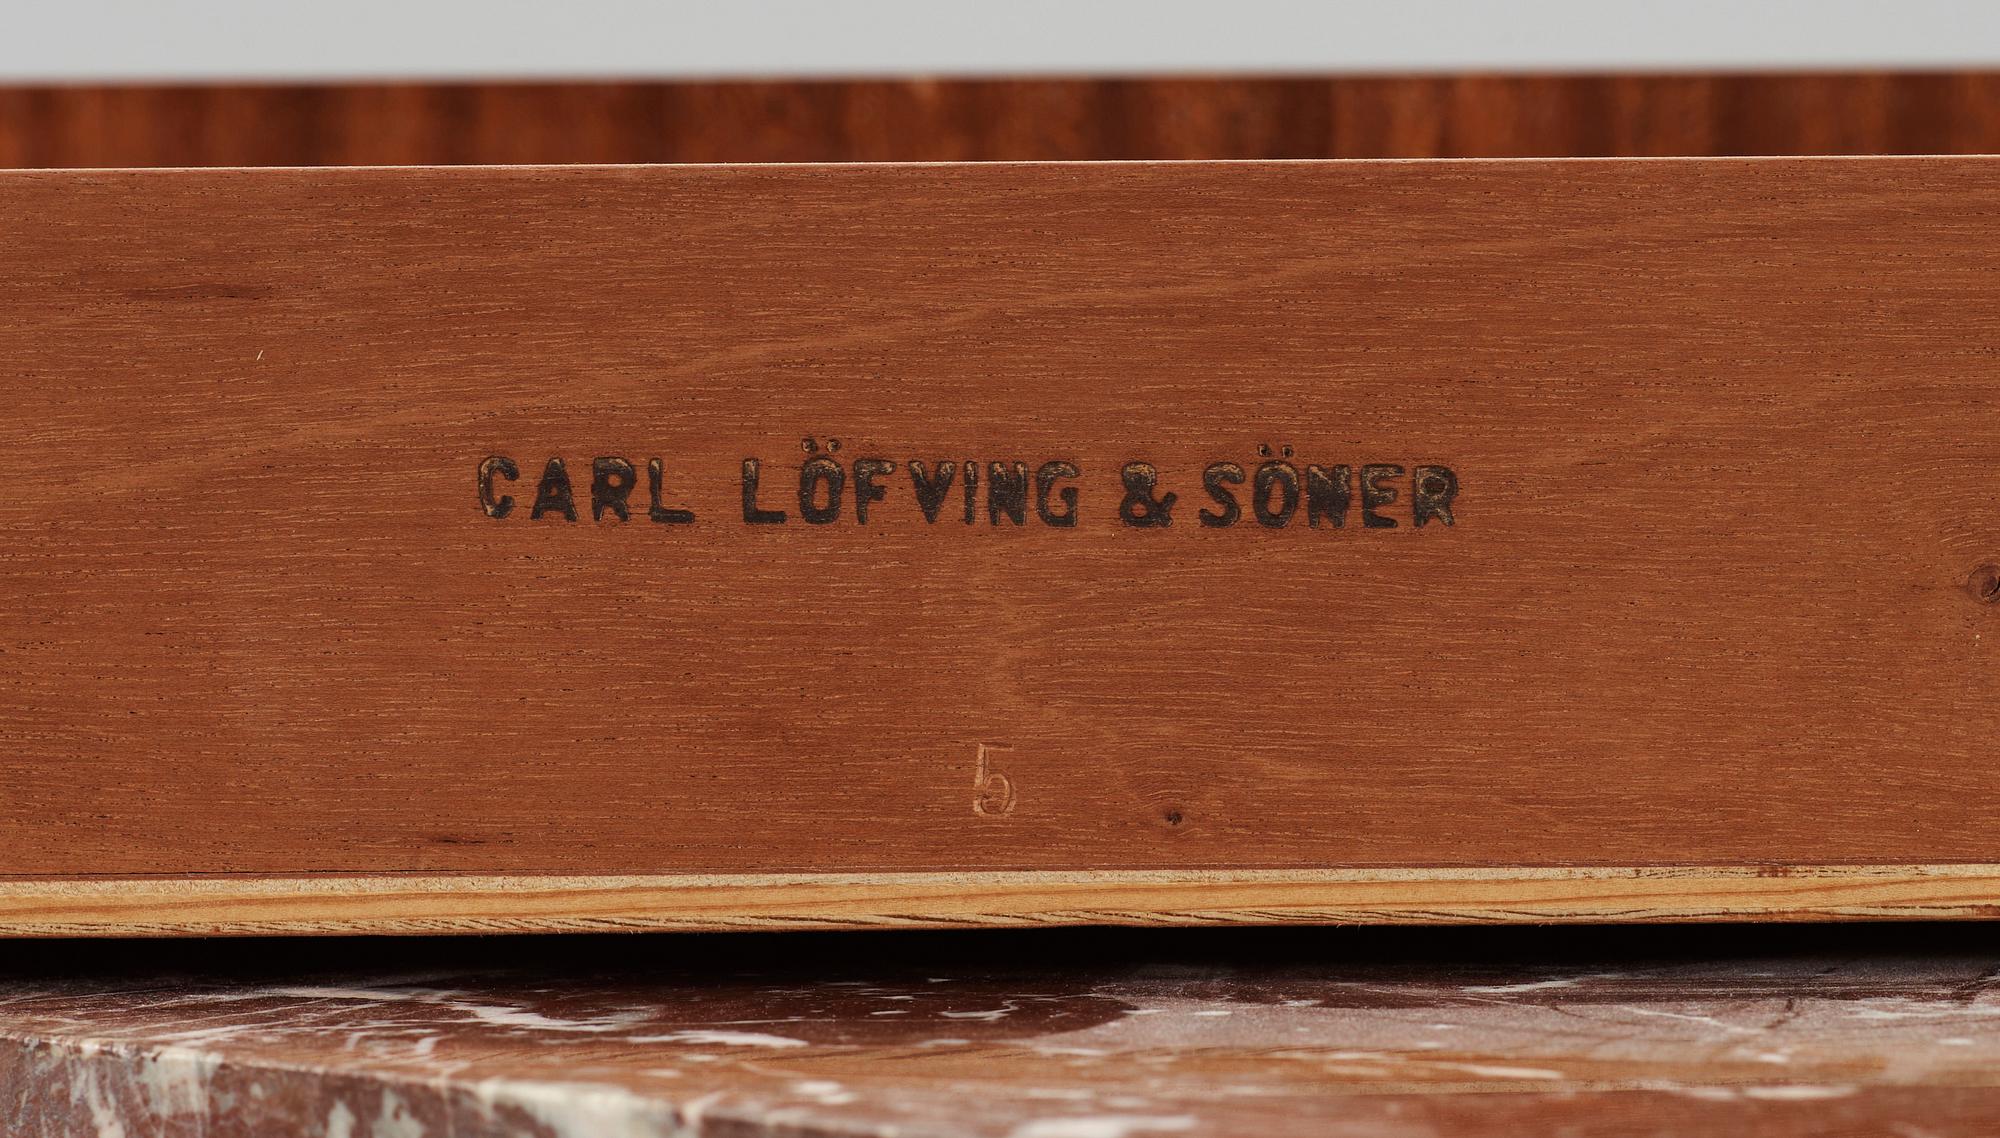 CARL LÖFVING & SÖNER
5